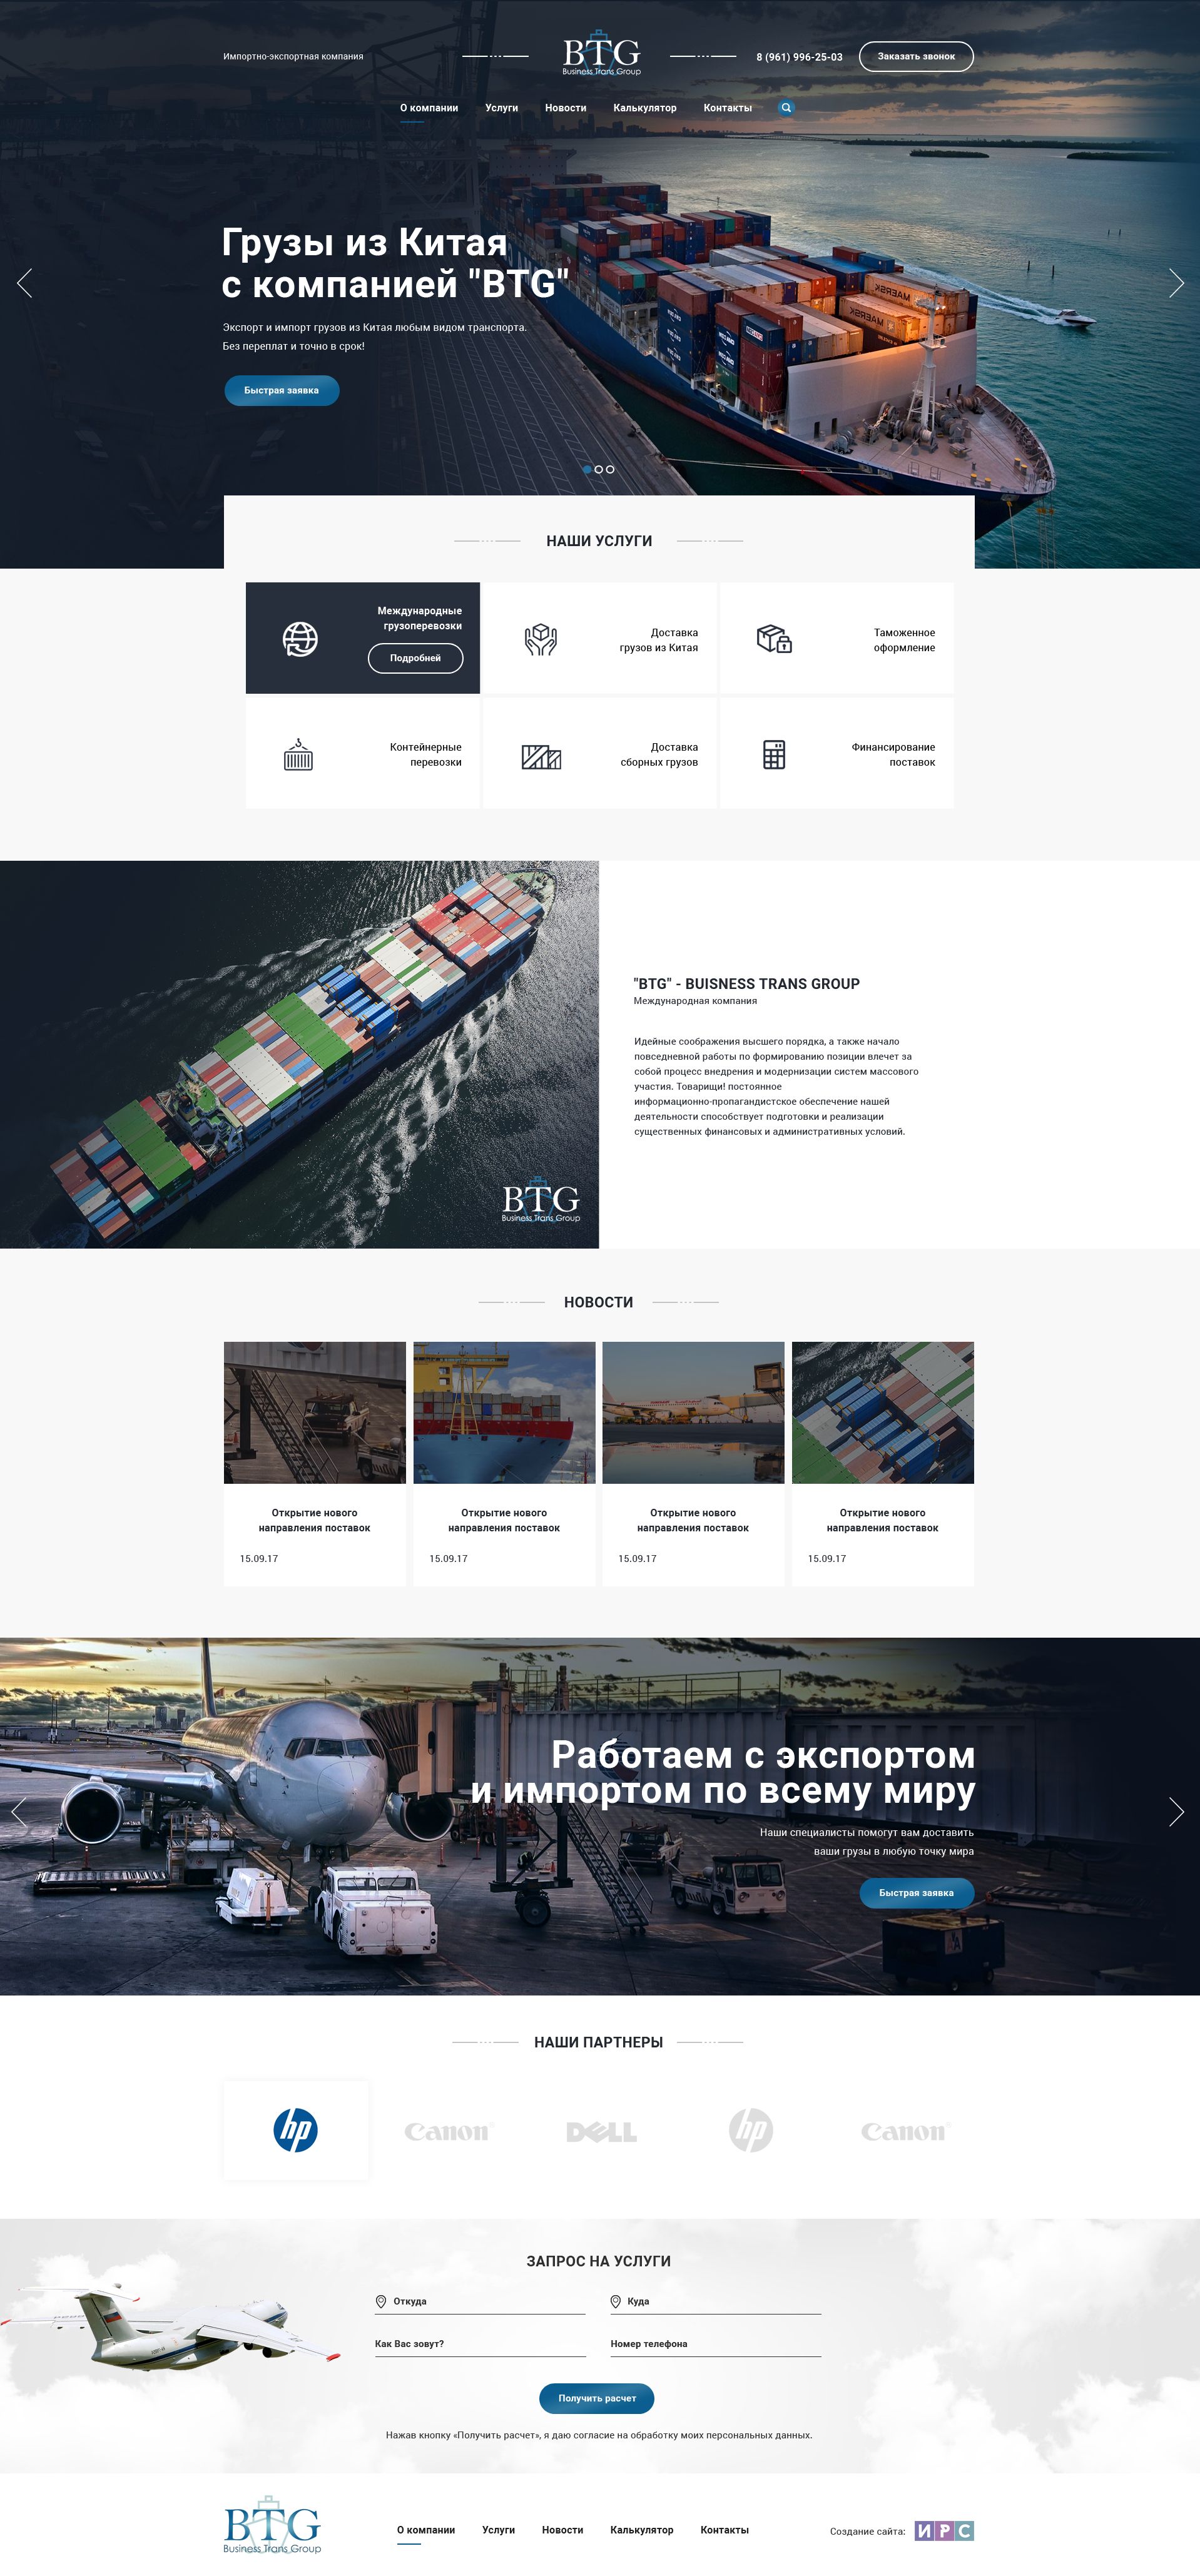 Импортно-экспортная компания
BTG
Business Trans Group
8 (961) 996-25-03
Заказать звонок
О компании
Услуги
Новости
Калькулятор
Контакты
Грузы из Китая
с компанией "BTG"
Экспорт и импорт грузов из Китая любым видом транспорта.
Без переплат и точно в срок!
Быстрая заявка
MAERSK
MAERSK
НАШИ УСЛУГИ
Международные
грузоперевозки
Подробней
Доставка
грузов из Китая
Таможенное
оформление
Контейнерные
перевозки
Доставка
сборных грузов
Финансирование
поставок
BTG
Business Trans Group
"BTG" - BUISNESS TRANS GROUP
Международная компания
Идейные соображения высшего порядка, а также начало
повседневной работы по формированию позиции влечет за
собой процесс внедрения и модернизации систем массового
участия. Товарищи! постоянное
информационно-пропагандистское обеспечение нашей
деятельности способствует подготовки и реализации
существенных финансовых и административных условий.
НОВОСТИ
Открытие нового
направления поставок
15.09.17
Открытие нового
направления поставок
15.09.17
Открытие нового
направления поставок
15.09.17
Открытие нового
направления поставок
15.09.17
Работаем с экспортом
и импортом по всему миру
Наши специалисты помогут вам доставить
ваши грузы в любую точку мира
Быстрая заявка
НАШИ ПАРТНЕРЫ
hp
Canon
DELL
hp
Canon
ЗАПРОС НА УСЛУГИ
Откуда
Куда
Как Вас зовут?
Номер телефона
Получить расчет
Нажав кнопку «Получить расчет», я даю согласие на обработку моих персональных данных.
BTG
Business Trans Group
О компании
Услуги
Новости
Калькулятор
Контакты
Создание сайта:
ИРС